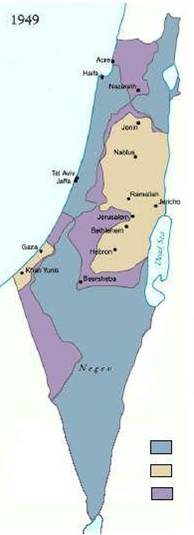 1949
Acre
Haifa
Nazareth
Jenin
Nablus
Tel Aviv
Jaffa
Ramallah
Jericho
Jerusalem
Bethlehem
Dead Sea
Gaza
Hebron
Khan Yunis
Beersheba
Negev